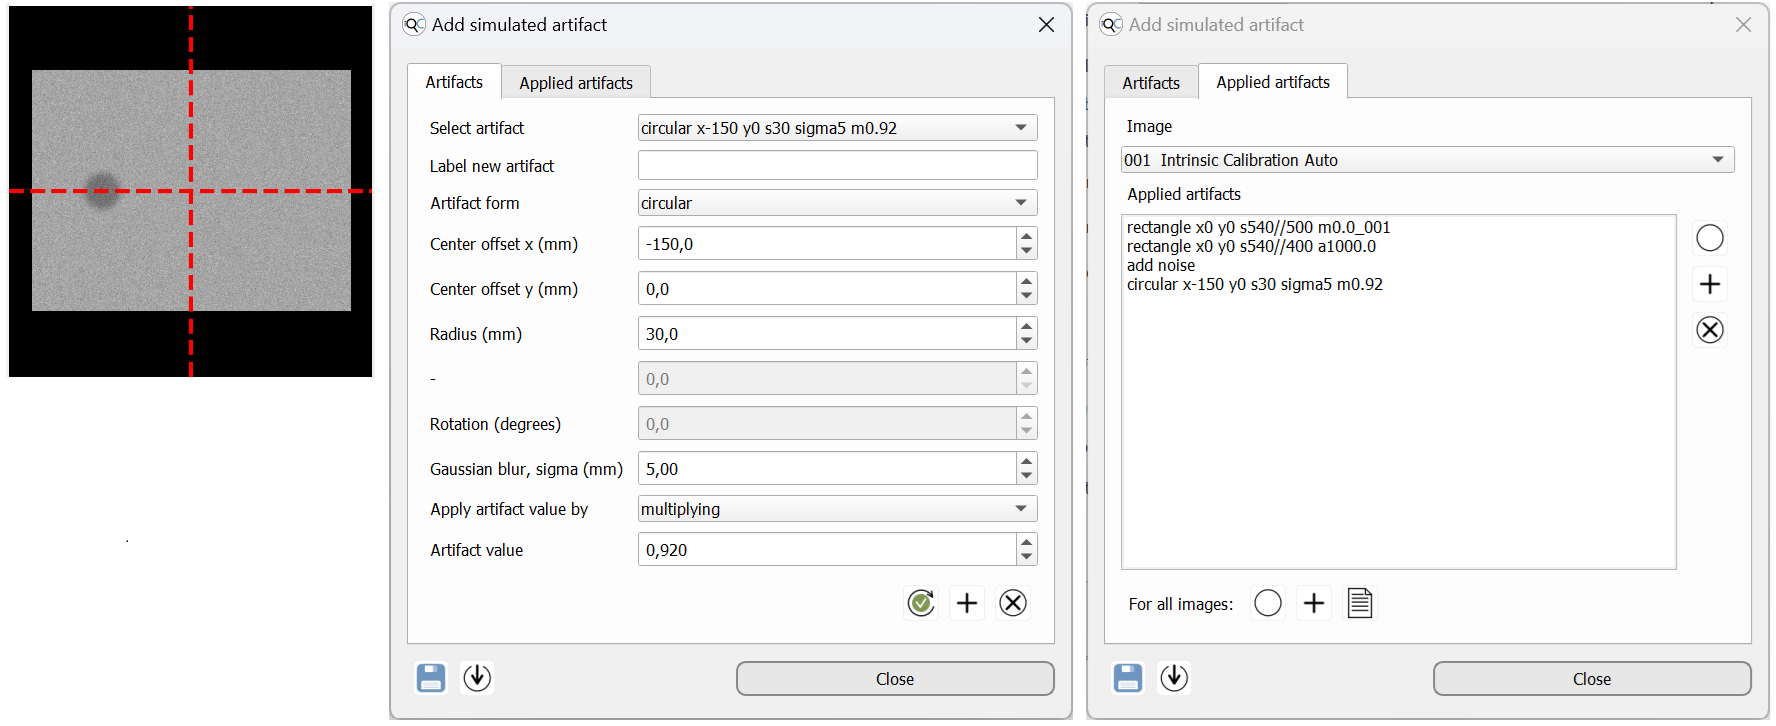 Add simulated artifact
Artifacts
Applied artifacts
Select artifact
circular x-150 y0 s30 sigma5 m0.92
Label new artifact
Artifact form
circular
Center offset x (mm)
-150,0
Center offset y (mm)
0,0
Radius (mm)
30,0
-
0,0
Rotation (degrees)
0,0
Gaussian blur, sigma (mm)
5,00
Apply artifact value by
multiplying
Artifact value
0,920
Close
Add simulated artifact
Artifacts
Applied artifacts
Image
001 Intrinsic Calibration Auto
Applied artifacts
rectangle x0 y0 s540//500 m0.0_001
rectangle x0 y0 s540//400 a1000.0
add noise
circular x-150 y0 s30 sigma5 m0.92
For all images:
Close